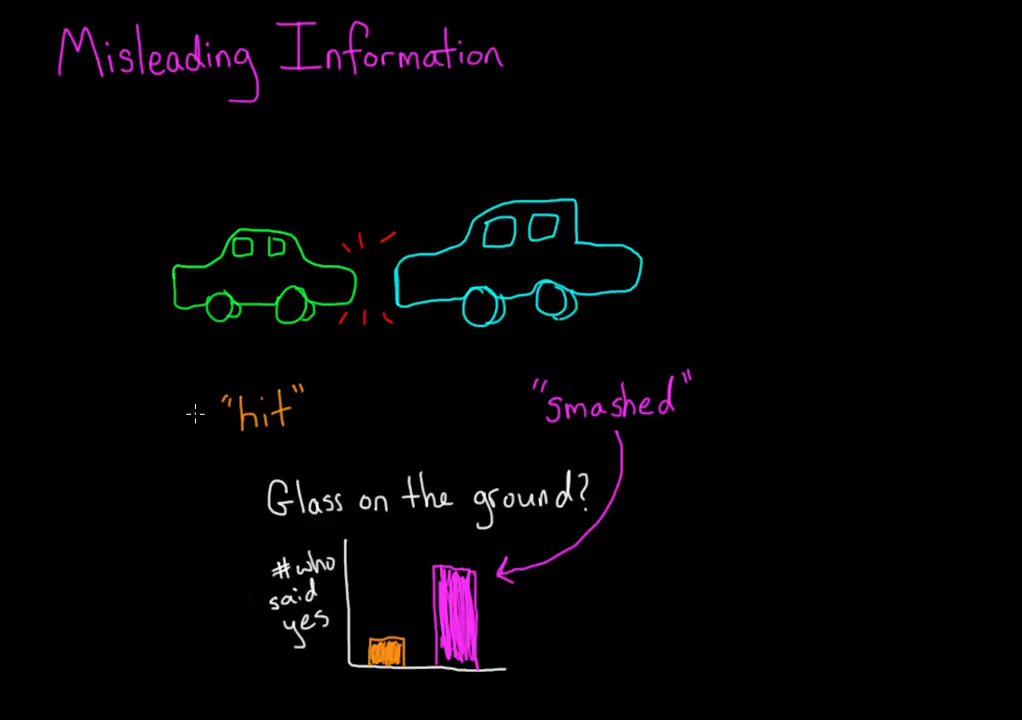 Misleading Information
"hit"
"smashed"
Glass on the ground?
#who
said
yes